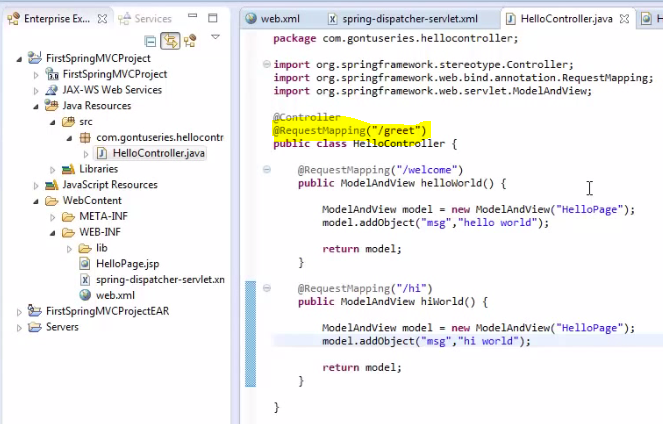 Enterprise Ex...
Services
FirstSpringMVCProject
FirstSpringMVCProject
JAX-WS Web Services
Java Resources
src
com.gontuseries.hellocontr
HelloController.java
Libraries
JavaScript Resources
WebContent
META-INF
WEB-INF
lib
HelloPage.jsp
spring-dispatcher-servlet.xn
web.xml
FirstSpringMVCProjectEAR
Servers
web.xml
spring-dispatcher-servlet.xml
HelloController.java
H
package com.gontuseries.hellocontroller;
import org.springframework.stereotype.Controller;
import org.springframework.web.bind.annotation.RequestMapping;
import org.springframework.web.servlet.ModelAndView;
@Controller
@RequestMapping("/greet")
public class HelloController {
@RequestMapping("/welcome")
public ModelAndView helloWorld() {
ModelAndView model = new ModelAndView("HelloPage");
model.addObject("msg","hello world");
return model;
}
@RequestMapping("/hi")
public ModelAndView hiWorld() {
ModelAndView model = new ModelAndView("HelloPage");
model.addObject("msg","hi world");
return model;
}
}